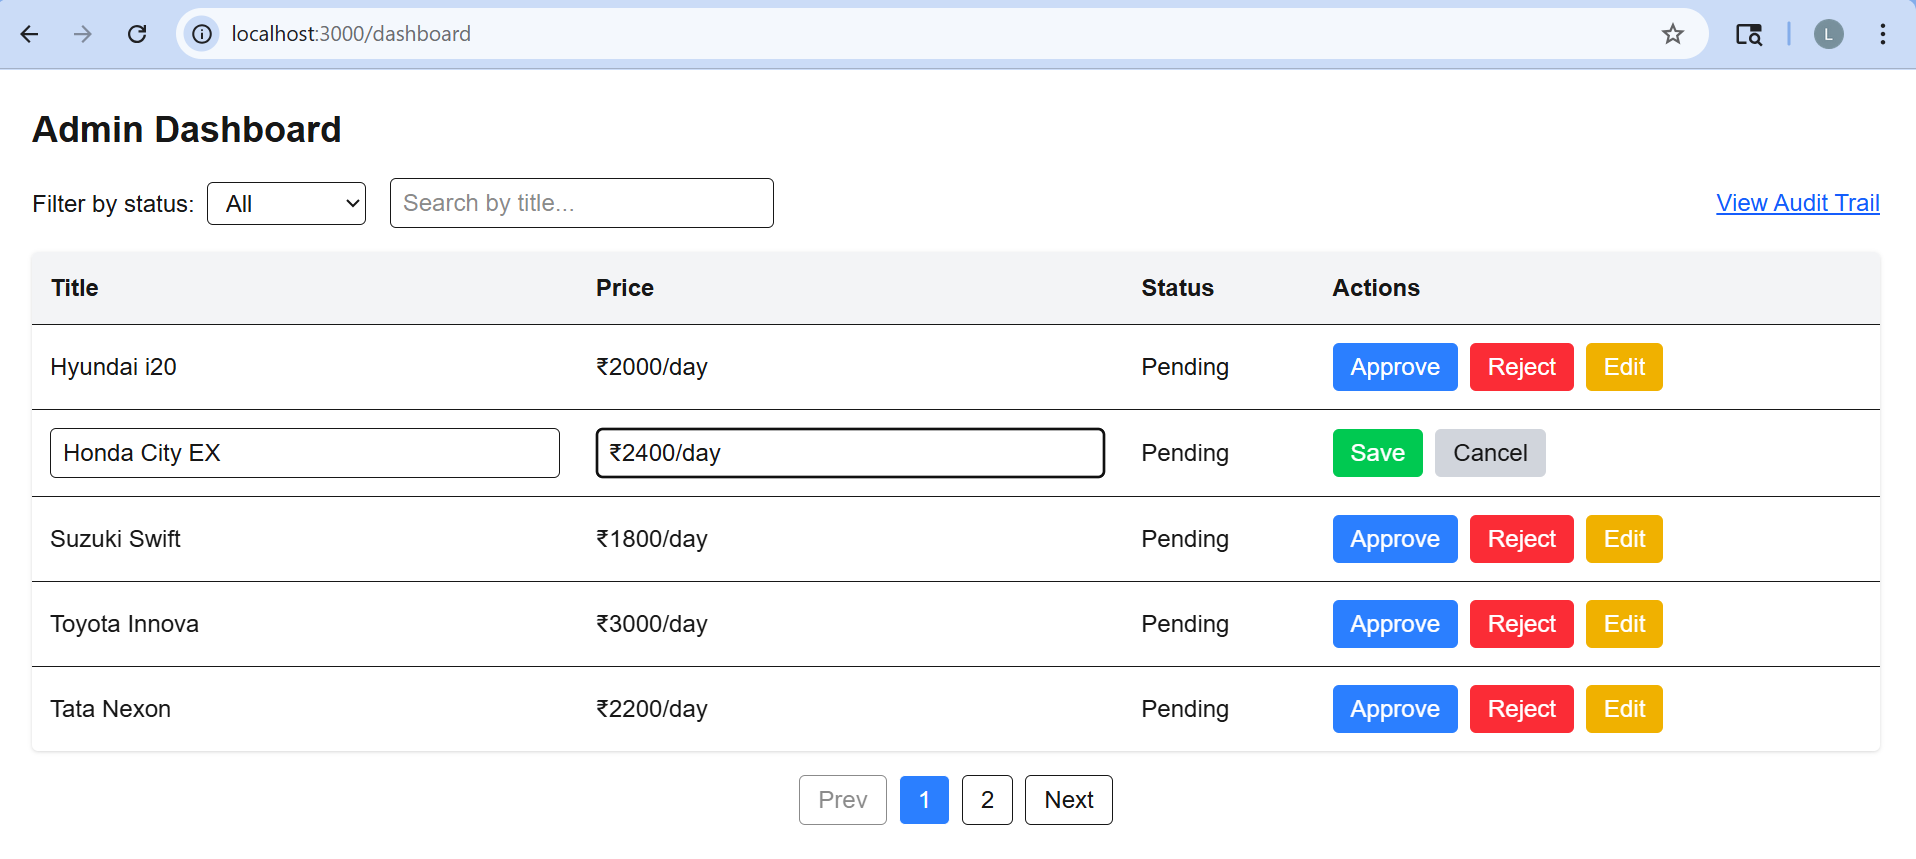 localhost:3000/dashboard
L
Admin Dashboard
Filter by status: All Search by title... View Audit Trail
Title Price Status Actions
Hyundai i20 ₹2000/day Pending Approve Reject Edit
Honda City EX ₹2400/day Pending Save Cancel
Suzuki Swift ₹1800/day Pending Approve Reject Edit
Toyota Innova ₹3000/day Pending Approve Reject Edit
Tata Nexon ₹2200/day Pending Approve Reject Edit
Prev 1 2 Next